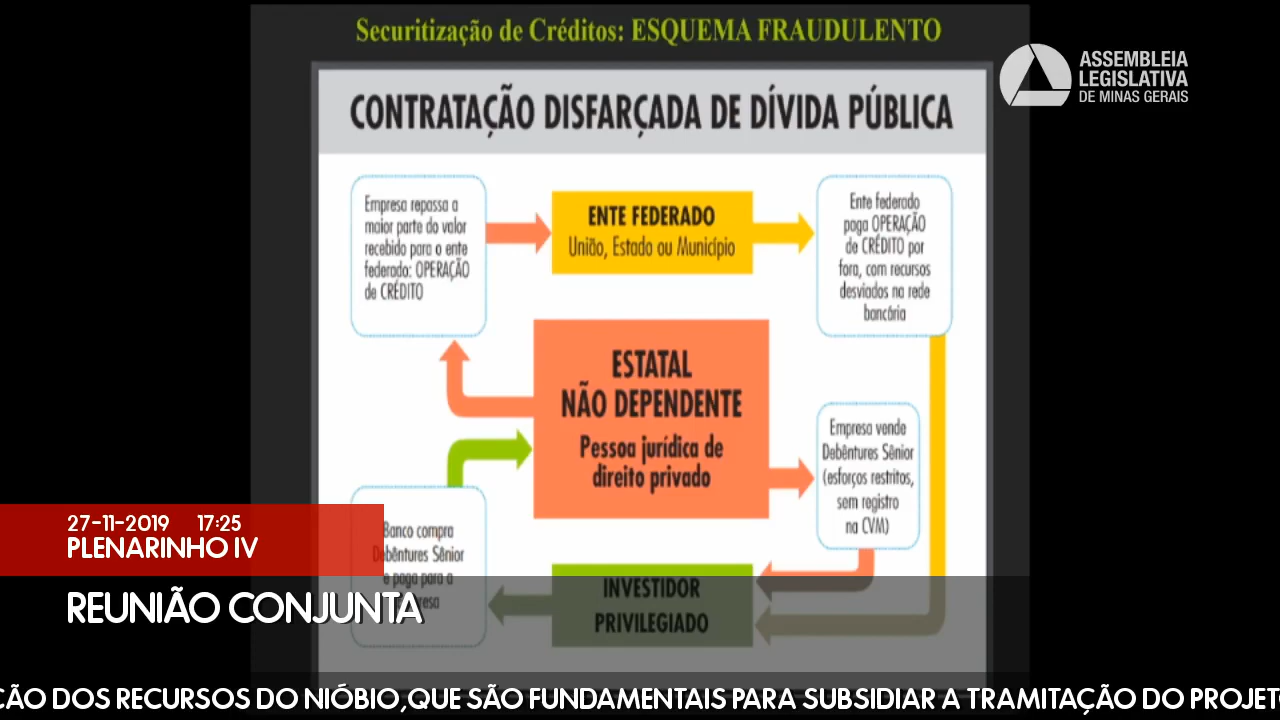 Securitização de Créditos: ESQUEMA FRAUDULENTO
ASSEMBLEIA
LEGISLATIVA
DE MINAS GERAIS
CONTRATAÇÃO DISFARÇADA DE DÍVIDA PÚBLICA
Empresa repassa a
maior parte do valor
recebido para o ente
federado: OPERAÇÃO
de CRÉDITO
ENTE FEDERADO
União, Estado ou Município
Ente federado
paga OPERAÇÃO
de CRÉDITO por
fora, com recursos
desviados na rede
bancária
ESTATAL
NÃO DEPENDENTE
Pessoa jurídica de
direito privado
Empresa vende
Debêntures Sênior
(esforços restritos,
sem registro
na CVM)
Banco compra
Debêntures Sênior
e paga para a
INVESTIDOR
PRIVILEGIADO
27-11-2019 17:25
PLENARINHO IV
REUNIÃO CONJUNTA
ÇÃO DOS RECURSOS DO NIÓBIO,QUE SÃO FUNDAMENTAIS PARA SUBSIDIAR A TRAMITAÇÃO DO PROJET